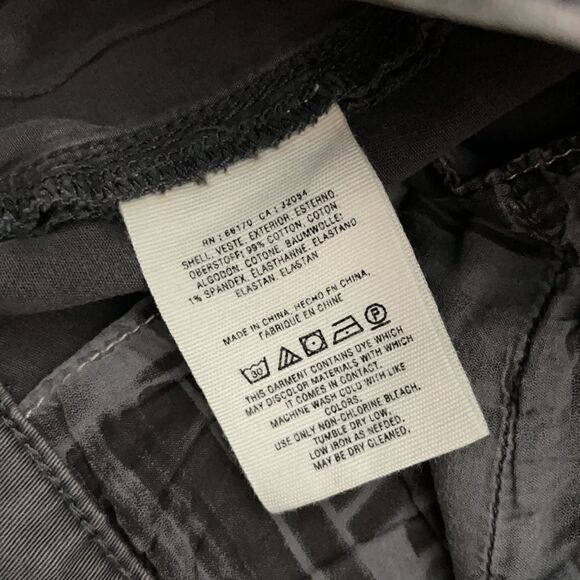 RN: 66170 CA: 32094
SHELL, VESTE, EXTERIOR, ESTERNO,
OBERSTOFF: 99% COTTON, COTON
ALGODÓN, COTONE, BAUMWOLLE:
1% SPANDEX, ÉLASTHANNE, ELASTANO
ELASTAN, ELASTAN
MADE IN CHINA, HECHO EN CHINA,
FABRIQUE EN CHINE
30 P
THIS GARMENT CONTAINS DYE WHICH
MAY DISCOLOR MATERIALS WITH WHICH
IT COMES IN CONTACT.
MACHINE WASH COLD WITH LIKE
COLORS.
USE ONLY NON-CHLORINE BLEACH.
TUMBLE DRY LOW.
LOW IRON AS NEEDED.
MAY BE DRY CLEANED.